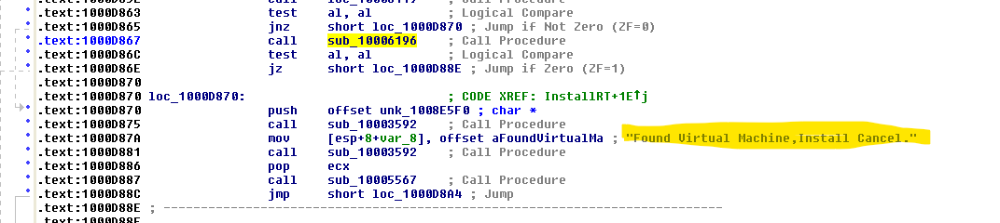 .text:1000D863 test al, al ; Logical Compare
.text:1000D865 jnz short loc_1000D870 ; Jump if Not Zero (ZF=0)
.text:1000D867 call sub_10006196 ; Call Procedure
.text:1000D86C test al, al ; Logical Compare
.text:1000D86E jz short loc_1000D88E ; Jump if Zero (ZF=1)
.text:1000D870
.text:1000D870 loc_1000D870: ; CODE XREF: InstallRT+1E↑j
.text:1000D870 push offset unk_1008E5F0 ; char *
.text:1000D875 call sub_10003592 ; Call Procedure
.text:1000D87A mov [esp+8+var_8], offset aFoundVirtualMa ; "Found Virtual Machine,Install Cancel."
.text:1000D881 call sub_10003592 ; Call Procedure
.text:1000D886 pop ecx
.text:1000D887 call sub_10005567 ; Call Procedure
.text:1000D88C jmp short loc_1000D8A4 ; Jump
.text:1000D88E ; ---------------------------------------------------------------------------
.text:1000D88E